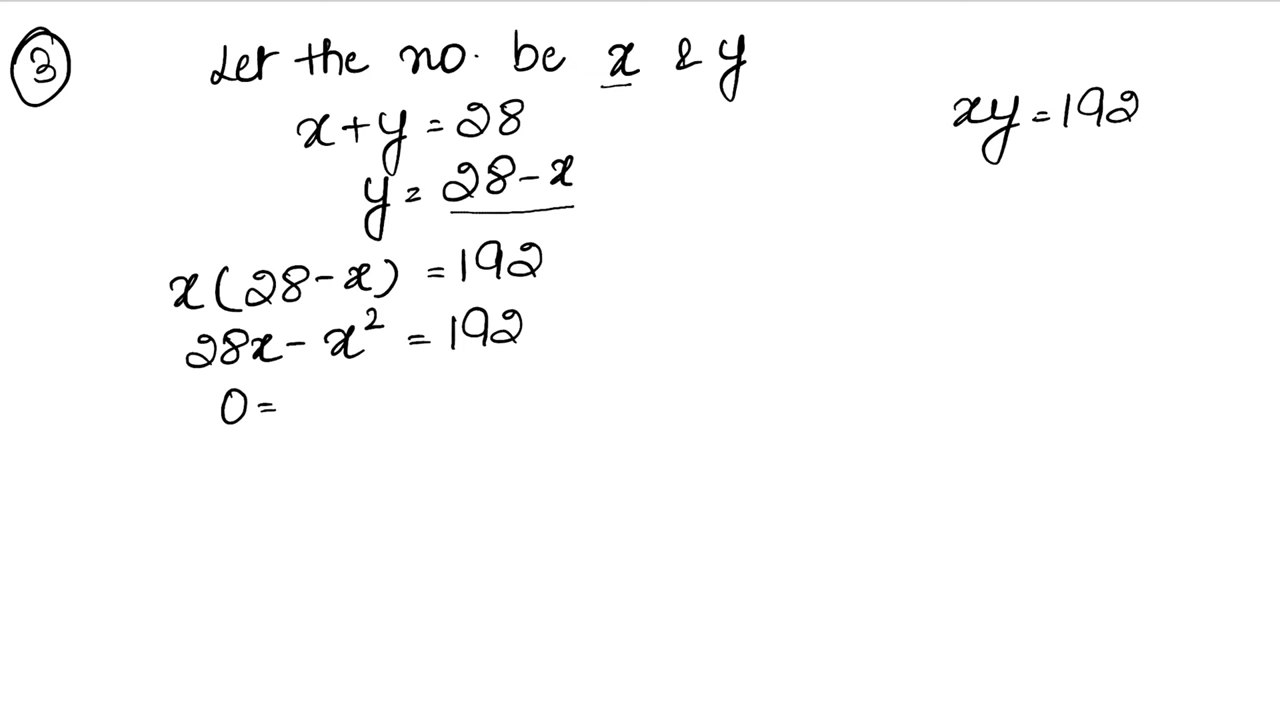 ③ Let the no. be x & y
x+y=28
xy=192
y=28-x
x(28-x)=192
28x-x²=192
0=